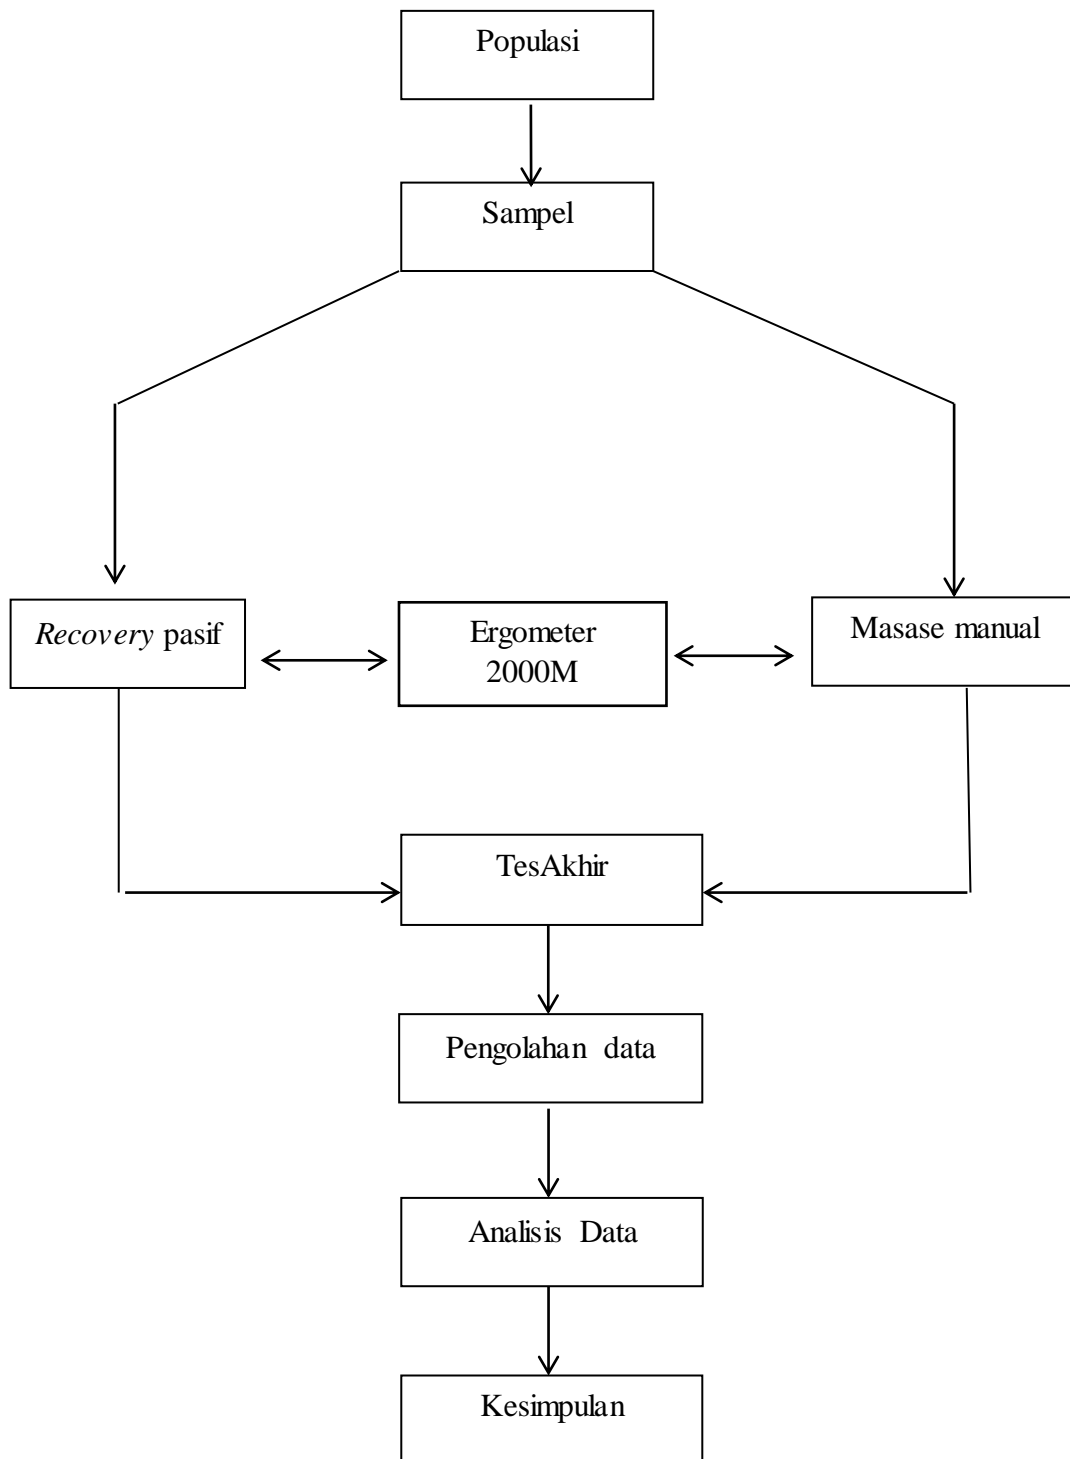 Populasi
Sampel
Recovery pasif
Ergometer
2000M
Masase manual
TesAkhir
Pengolahan data
Analisis Data
Kesimpulan